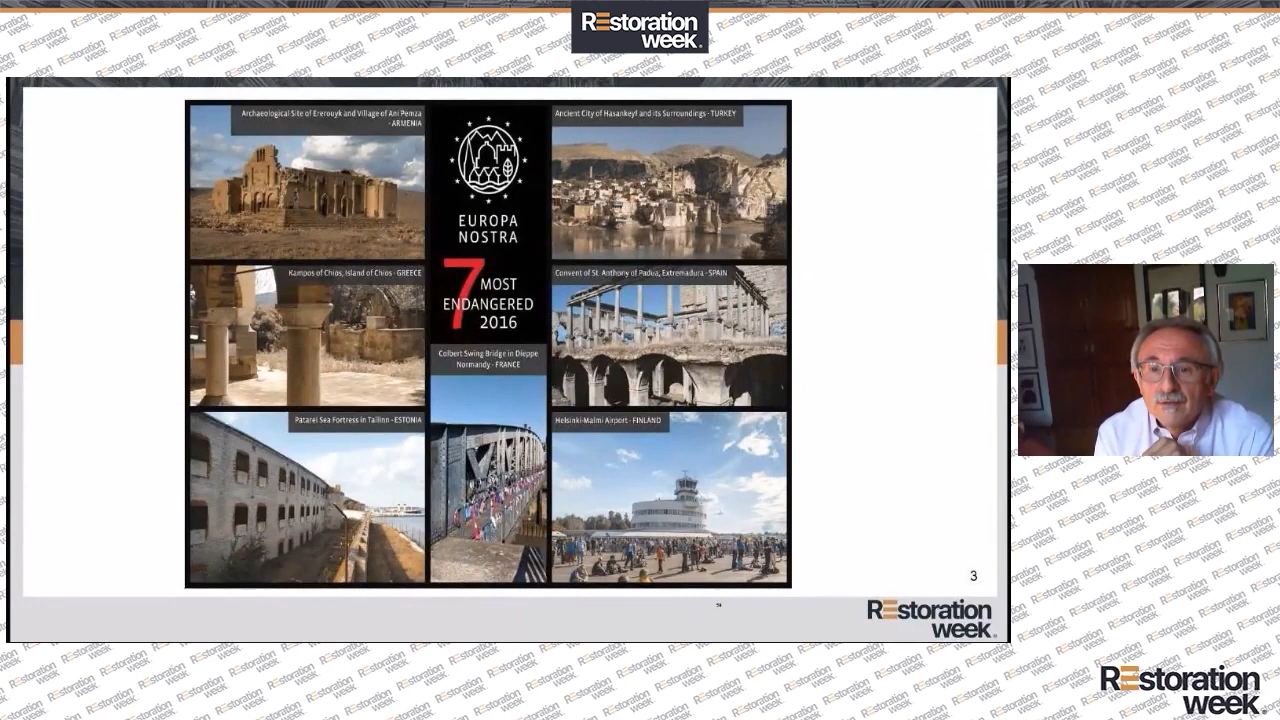 REstoration
week.
Archaeological Site of Ererouyk and Village of Ani Pemza
- ARMENIA
EUROPA
NOSTRA
Ancient City of Hasankeyf and its Surroundings - TURKEY
Kampos of Chios, Island of Chios - GREECE
7 MOST
ENDANGERED
2016
Convent of St. Anthony of Padua, Extremadura - SPAIN
Colbert Swing Bridge in Dieppe
Normandy - FRANCE
Patarei Sea Fortress in Tallinn - ESTONIA
Helsinki-Malmi Airport - FINLAND
3
REstoration
week.
REstoration
week.